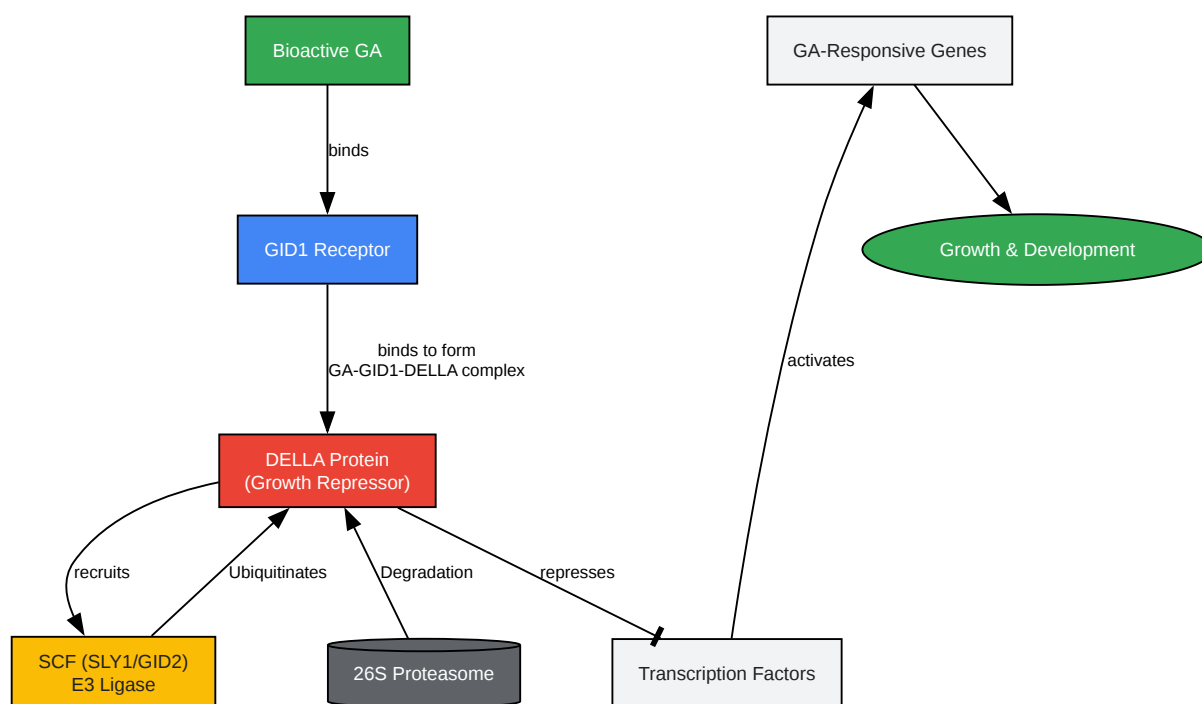 Bioactive GA
GA-Responsive Genes
binds
GID1 Receptor
Growth & Development
binds to form
GA-GID1-DELLA complex
activates
DELLA Protein
(Growth Repressor)
recruits
Ubiquitinates
Degradation
represses
SCF (SLY1/GID2)
E3 Ligase
26S Proteasome
Transcription Factors